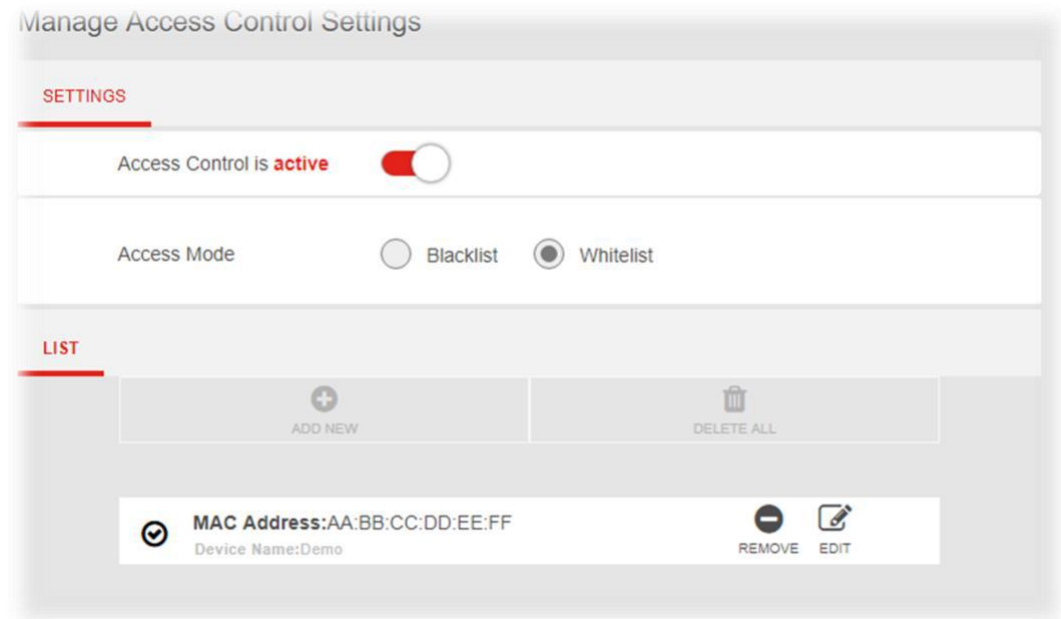 Manage Access Control Settings
SETTINGS
Access Control is active
Access Mode Blacklist Whitelist
LIST
ADD NEW DELETE ALL
MAC Address:AA:BB:CC:DD:EE:FF
Device Name:Demo
REMOVE EDIT